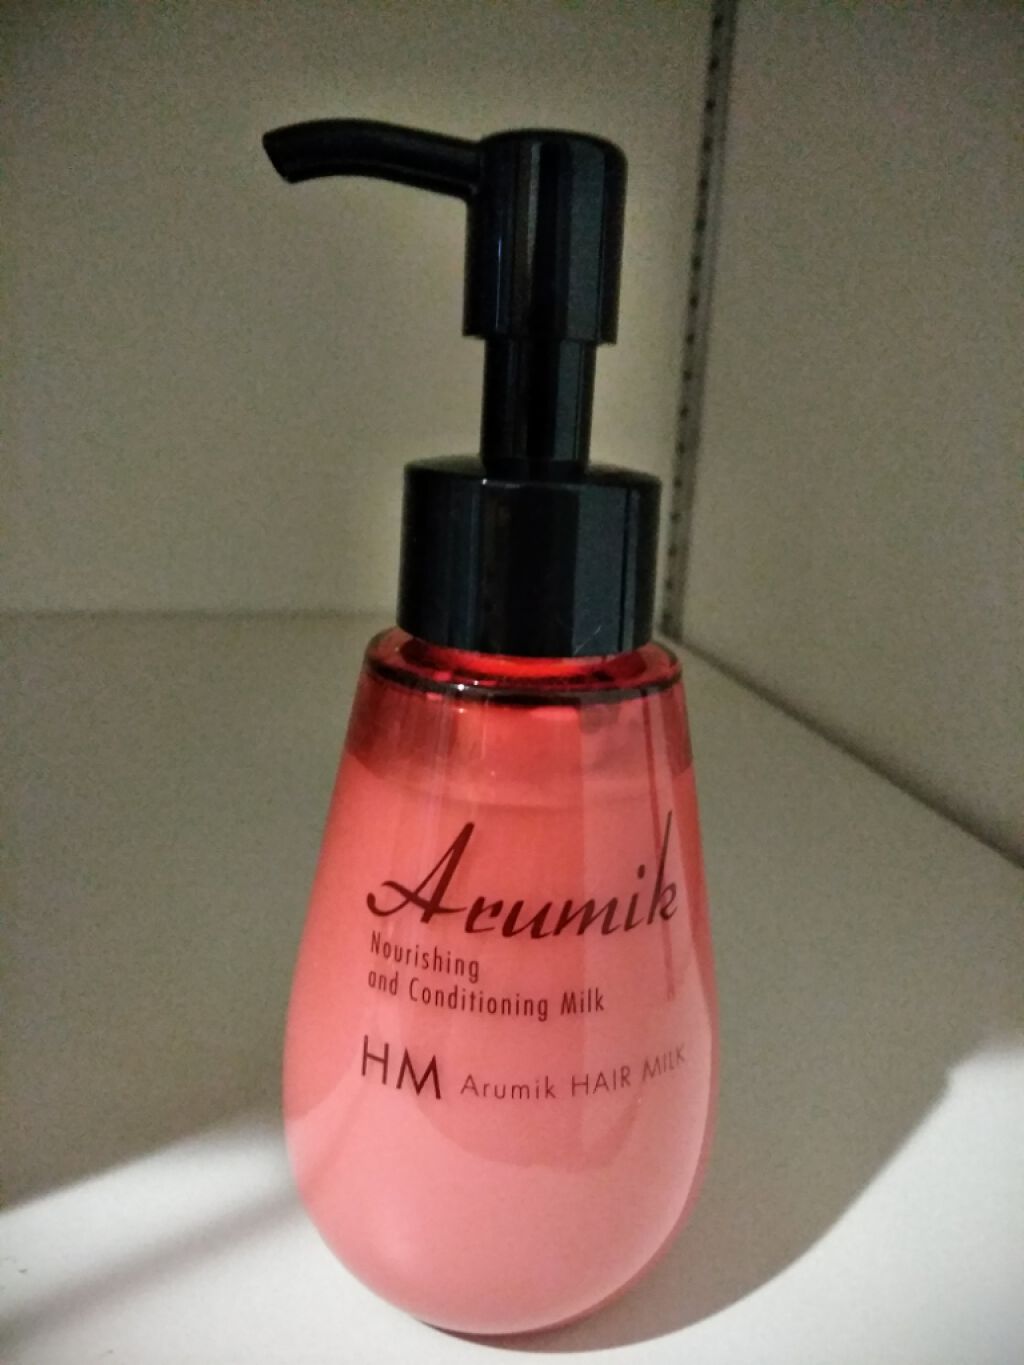 Arumik
Nourishing
and Conditioning Milk
HM Arumik HAIR MILK